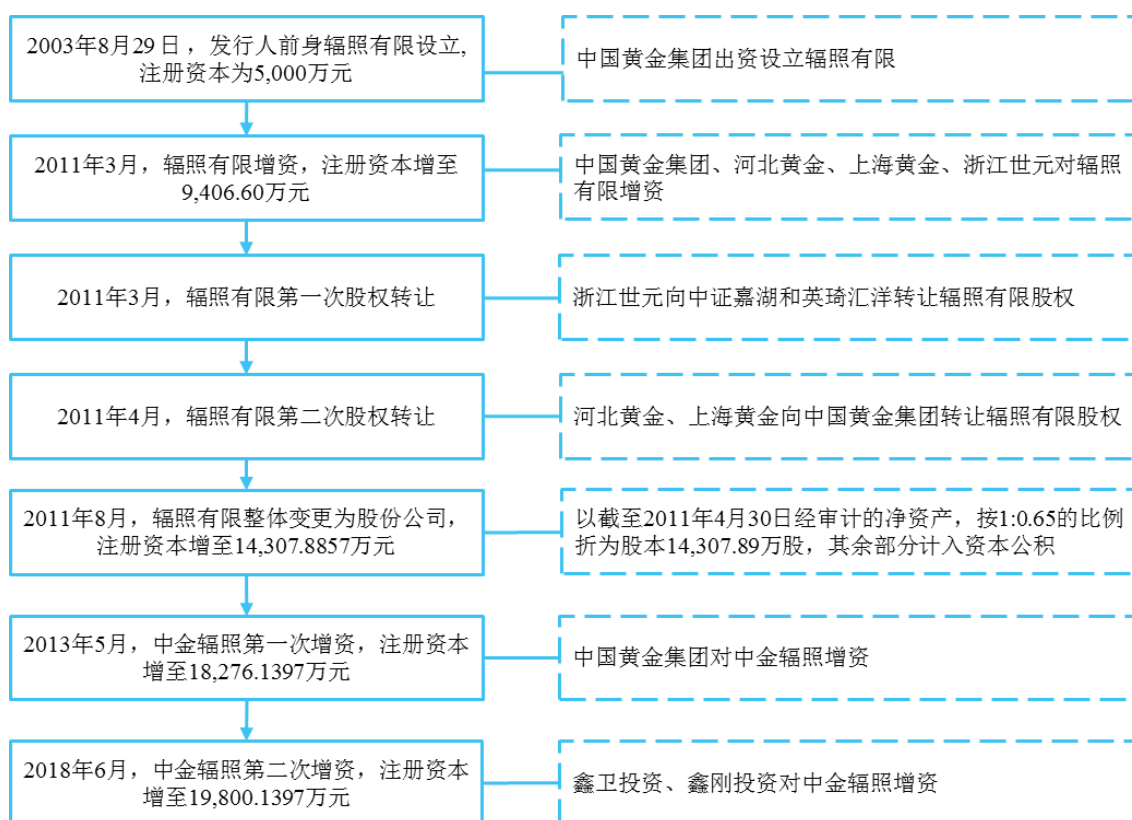 2003年8月29日，发行人前身辐照有限设立,
注册资本为5,000万元
中国黄金集团出资设立辐照有限
2011年3月，辐照有限增资，注册资本增至
9,406.60万元
中国黄金集团、河北黄金、上海黄金、浙江世元对辐照
有限增资
2011年3月，辐照有限第一次股权转让
浙江世元向中证嘉湖和英琦汇洋转让辐照有限股权
2011年4月，辐照有限第二次股权转让
河北黄金、上海黄金向中国黄金集团转让辐照有限股权
2011年8月，辐照有限整体变更为股份公司，
注册资本增至14,307.8857万元
以截至2011年4月30日经审计的净资产，按1:0.65的比例
折为股本14,307.89万股，其余部分计入资本公积
2013年5月，中金辐照第一次增资，注册资本
增至18,276.1397万元
中国黄金集团对中金辐照增资
2018年6月，中金辐照第二次增资，注册资本
增至19,800.1397万元
鑫卫投资、鑫刚投资对中金辐照增资